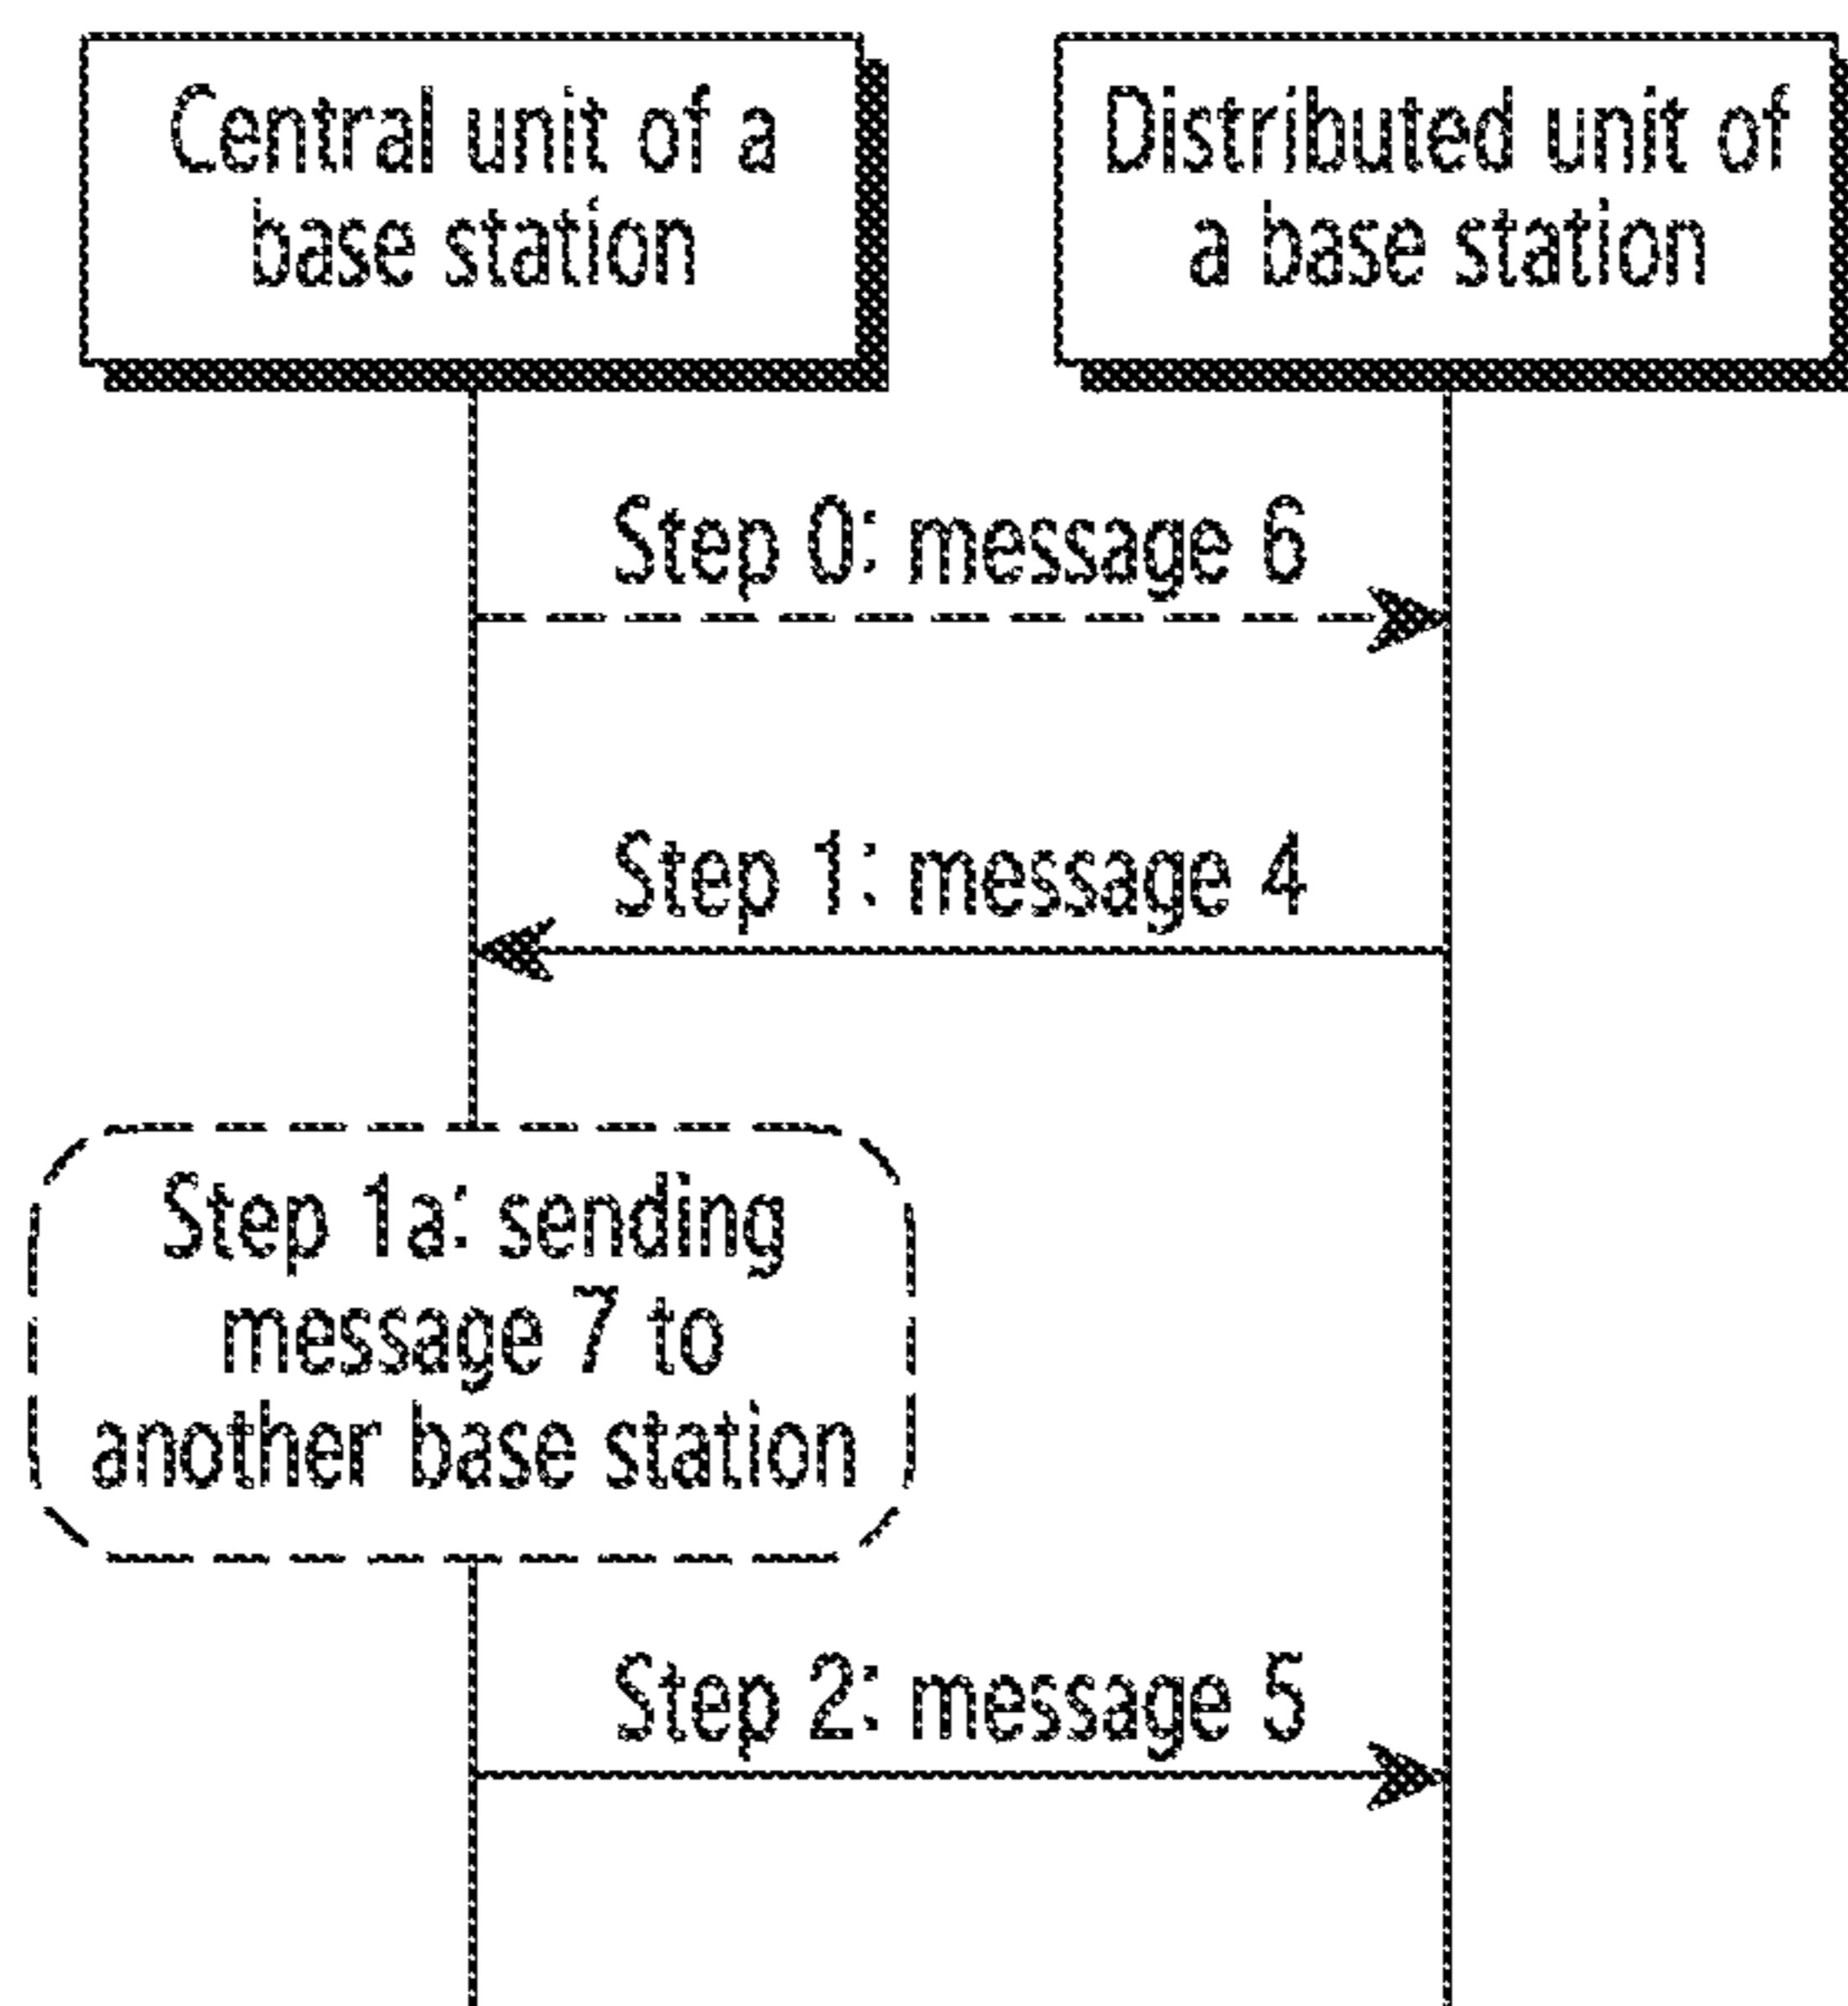 Central unit of a
base station
Distributed unit of
a base station
Step 0: message 6
Step 1: message 4
Step 1a: sending
message 7 to
another base station
Step 2: message 5